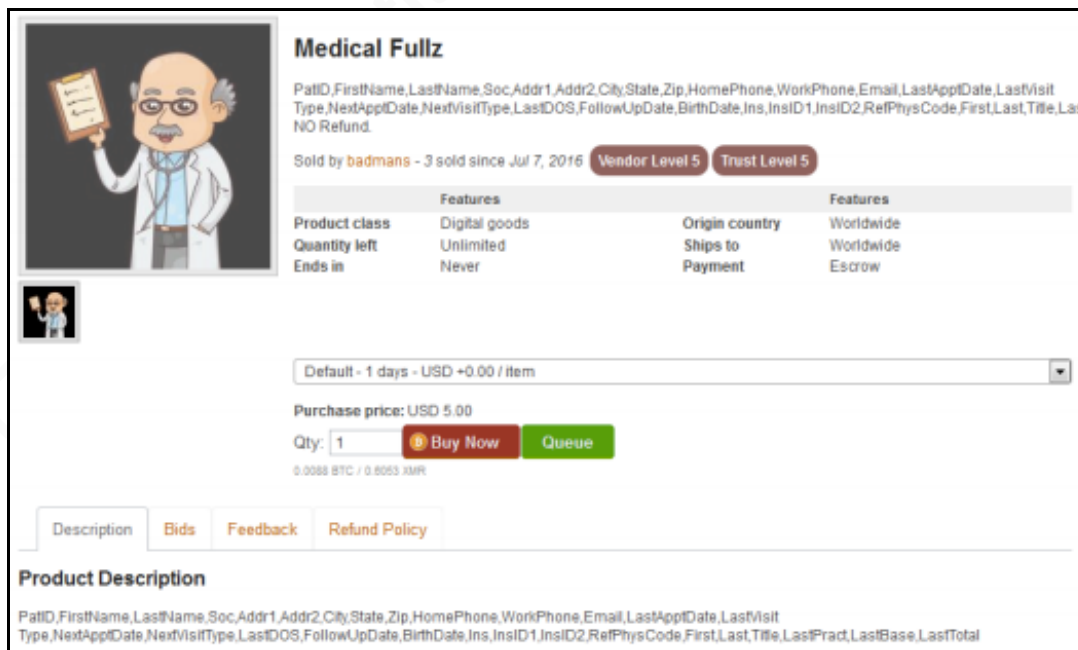 Medical Fullz
PatID,FirstName,LastName,Soc,Addr1,Addr2,City,State,Zip,HomePhone,WorkPhone,Email,LastApptDate,LastVisit
Type,NextApptDate,NextVisitType,LastDOS,FollowUpDate,BirthDate,Ins,InsID1,InsID2,RefPhysCode,First,Last,Title,Las
NO Refund.
Sold by badmans - 3 sold since Jul 7, 2016 Vendor Level 5 Trust Level 5
Features Features
Product class Digital goods Origin country Worldwide
Quantity left Unlimited Ships to Worldwide
Ends in Never Payment Escrow
Default - 1 days - USD +0.00 / item
Purchase price: USD 5.00
Qty: 1 Buy Now Queue
0.0088 BTC / 0.8053 XMR
Description Bids Feedback Refund Policy
Product Description
PatID,FirstName,LastName,Soc,Addr1,Addr2,City,State,Zip,HomePhone,WorkPhone,Email,LastApptDate,LastVisit
Type,NextApptDate,NextVisitType,LastDOS,FollowUpDate,BirthDate,Ins,InsID1,InsID2,RefPhysCode,First,Last,Title,LastPract,LastBase,LastTotal